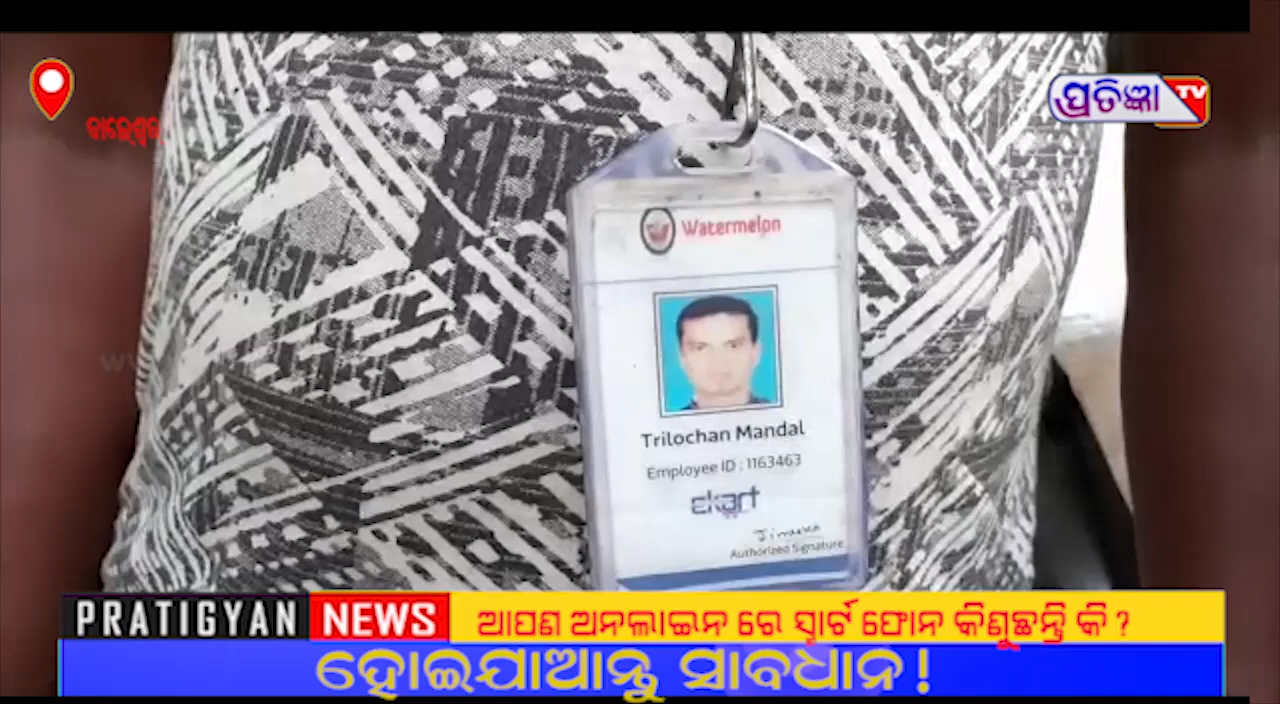 ବାଲେଶ୍ୱର
ପ୍ରତିଜ୍ଞା TV
Watermelon
Trilochan Mandal
Employee ID : 1163463
ekart
Authorized Signature
PRATIGYAN NEWS
ଆପଣ ଅନଲାଇନ ରେ ସ୍ମାର୍ଟ ଫୋନ କିଣୁଛନ୍ତି କି ?
ହୋଇଯାଆନ୍ତୁ ସାବଧାନ !